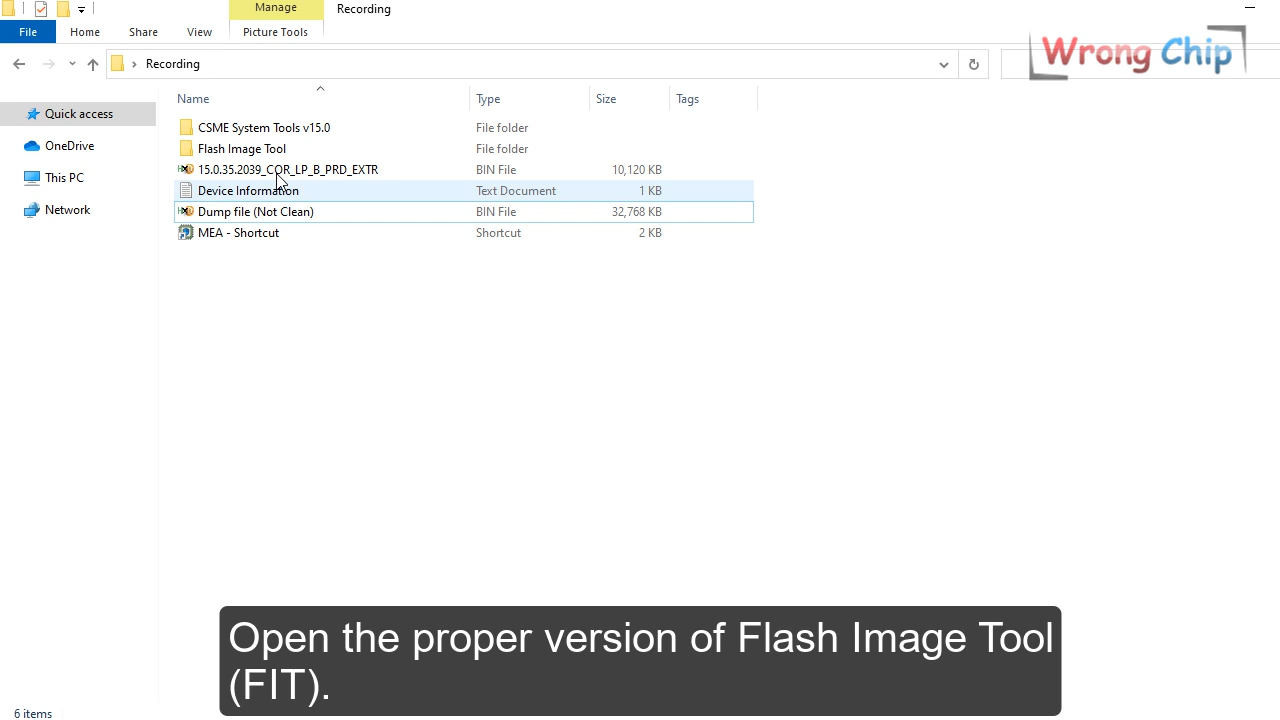 Manage
Recording
File
Home
Share
View
Picture Tools
Recording
Wrong Chip
Name
Type
Size
Tags
Quick access
OneDrive
This PC
Network
CSME System Tools v15.0
File folder
Flash Image Tool
File folder
15.0.35.2039_COR_LP_B_PRD_EXTR
BIN File
10,120 KB
Device Information
Text Document
1 KB
Dump file (Not Clean)
BIN File
32,768 KB
MEA - Shortcut
Shortcut
2 KB
Open the proper version of Flash Image Tool
(FIT).
6 items